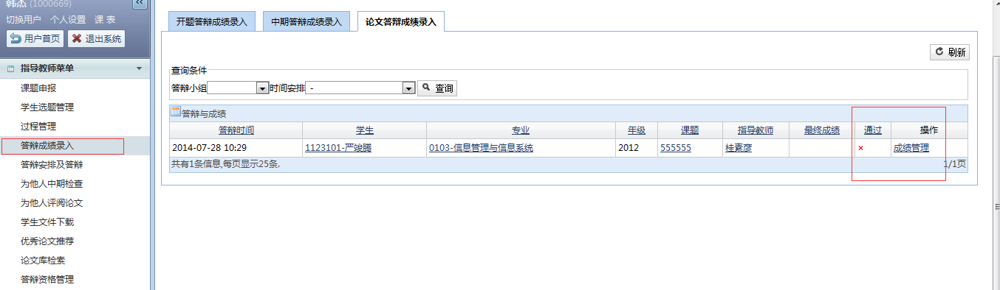 韩杰 (1000669)
切换用户 个人设置 课 表
用户首页 退出系统
指导教师菜单
课题申报
学生选题管理
过程管理
答辩成绩录入
答辩安排及答辩
为他人中期检查
为他人评阅论文
学生文件下载
优秀论文推荐
论文库检索
答辩资格管理
开题答辩成绩录入 中期答辩成绩录入 论文答辩成绩录入
刷新
查询条件
答辩小组 时间安排 - 查询
答辩与成绩
答辩时间 学生 专业 年级 课题 指导教师 最终成绩 通过 操作
2014-07-28 10:29 1123101-严竣腾 0103-信息管理与信息系统 2012 555555 桂素彦 × 成绩管理
共有1条信息,每页显示25条. 1/1页